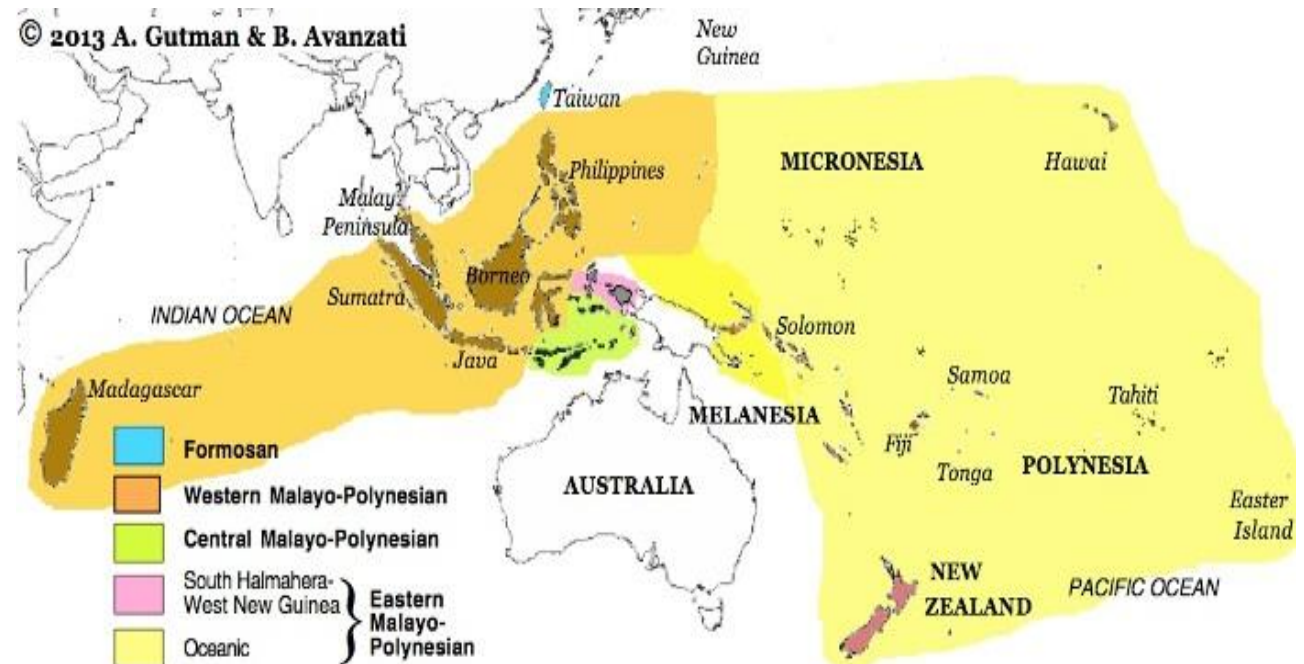 © 2013 A. Gutman & B. Avanzati
New
Guinea
Taiwan
MICRONESIA
Hawai
Philippines
Malay
Peninsula
Borneo
Sumatra
INDIAN OCEAN
Solomon
Java
Samoa
Madagascar
Tahiti
MELANESIA
Fiji
Formosan
POLYNESIA
Tonga
AUSTRALIA
Western Malayo-Polynesian
Easter
Island
Central Malayo-Polynesian
South Halmahera-
West New Guinea
Eastern
Malayo-
Polynesian
NEW
ZEALAND
PACIFIC OCEAN
Oceanic